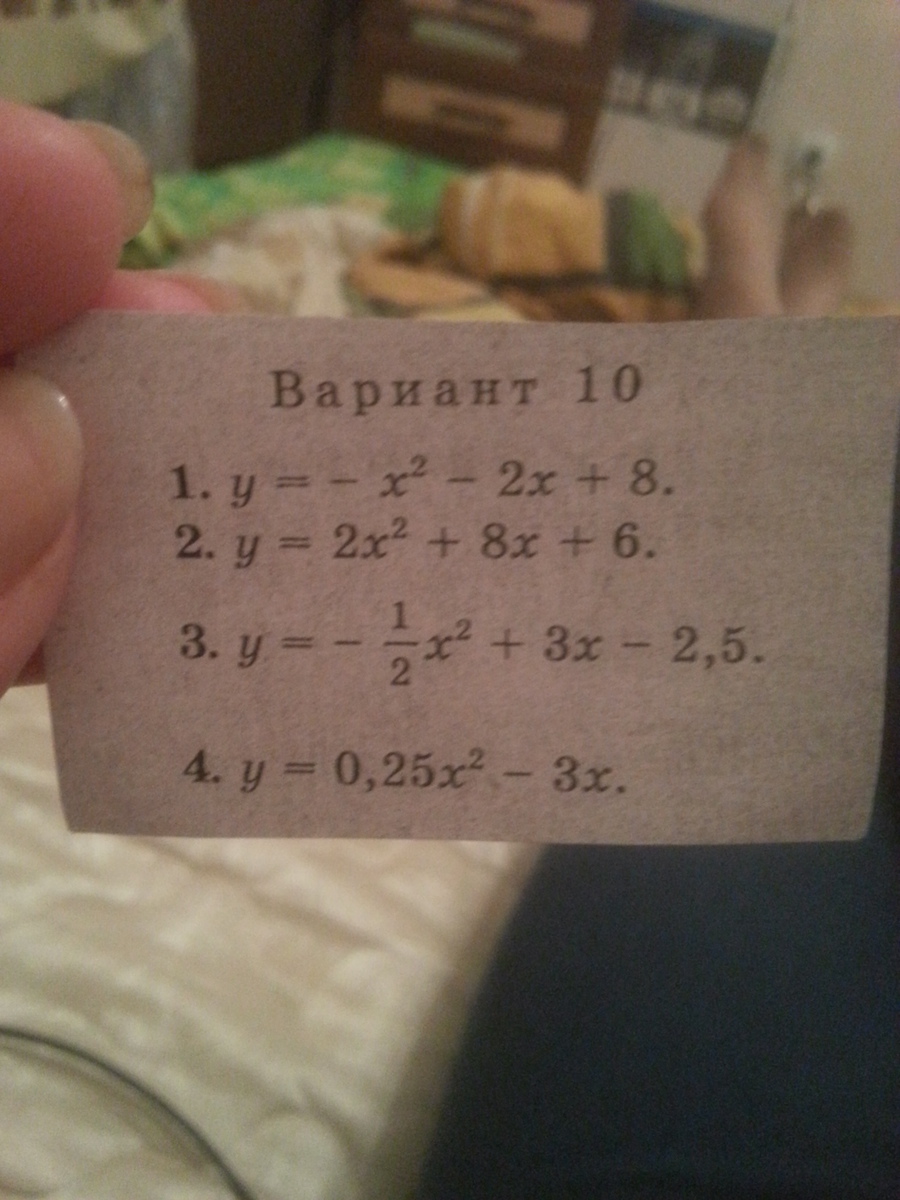 Вариант 10
1. y = − x² − 2x + 8.
2. y = 2x² + 8x + 6.
3. y = − 1/2 x² + 3x − 2,5.
4. y = 0,25x² − 3x.